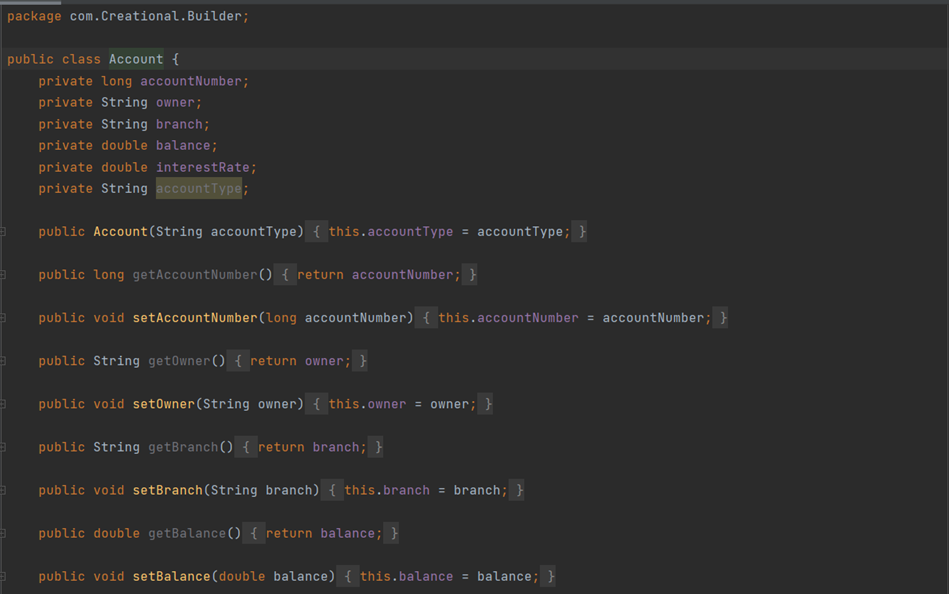 package com.Creational.Builder;
public class Account {
private long accountNumber;
private String owner;
private String branch;
private double balance;
private double interestRate;
private String accountType;
public Account(String accountType) { this.accountType = accountType; }
public long getAccountNumber() { return accountNumber; }
public void setAccountNumber(long accountNumber) { this.accountNumber = accountNumber; }
public String getOwner() { return owner; }
public void setOwner(String owner) { this.owner = owner; }
public String getBranch() { return branch; }
public void setBranch(String branch) { this.branch = branch; }
public double getBalance() { return balance; }
public void setBalance(double balance) { this.balance = balance; }